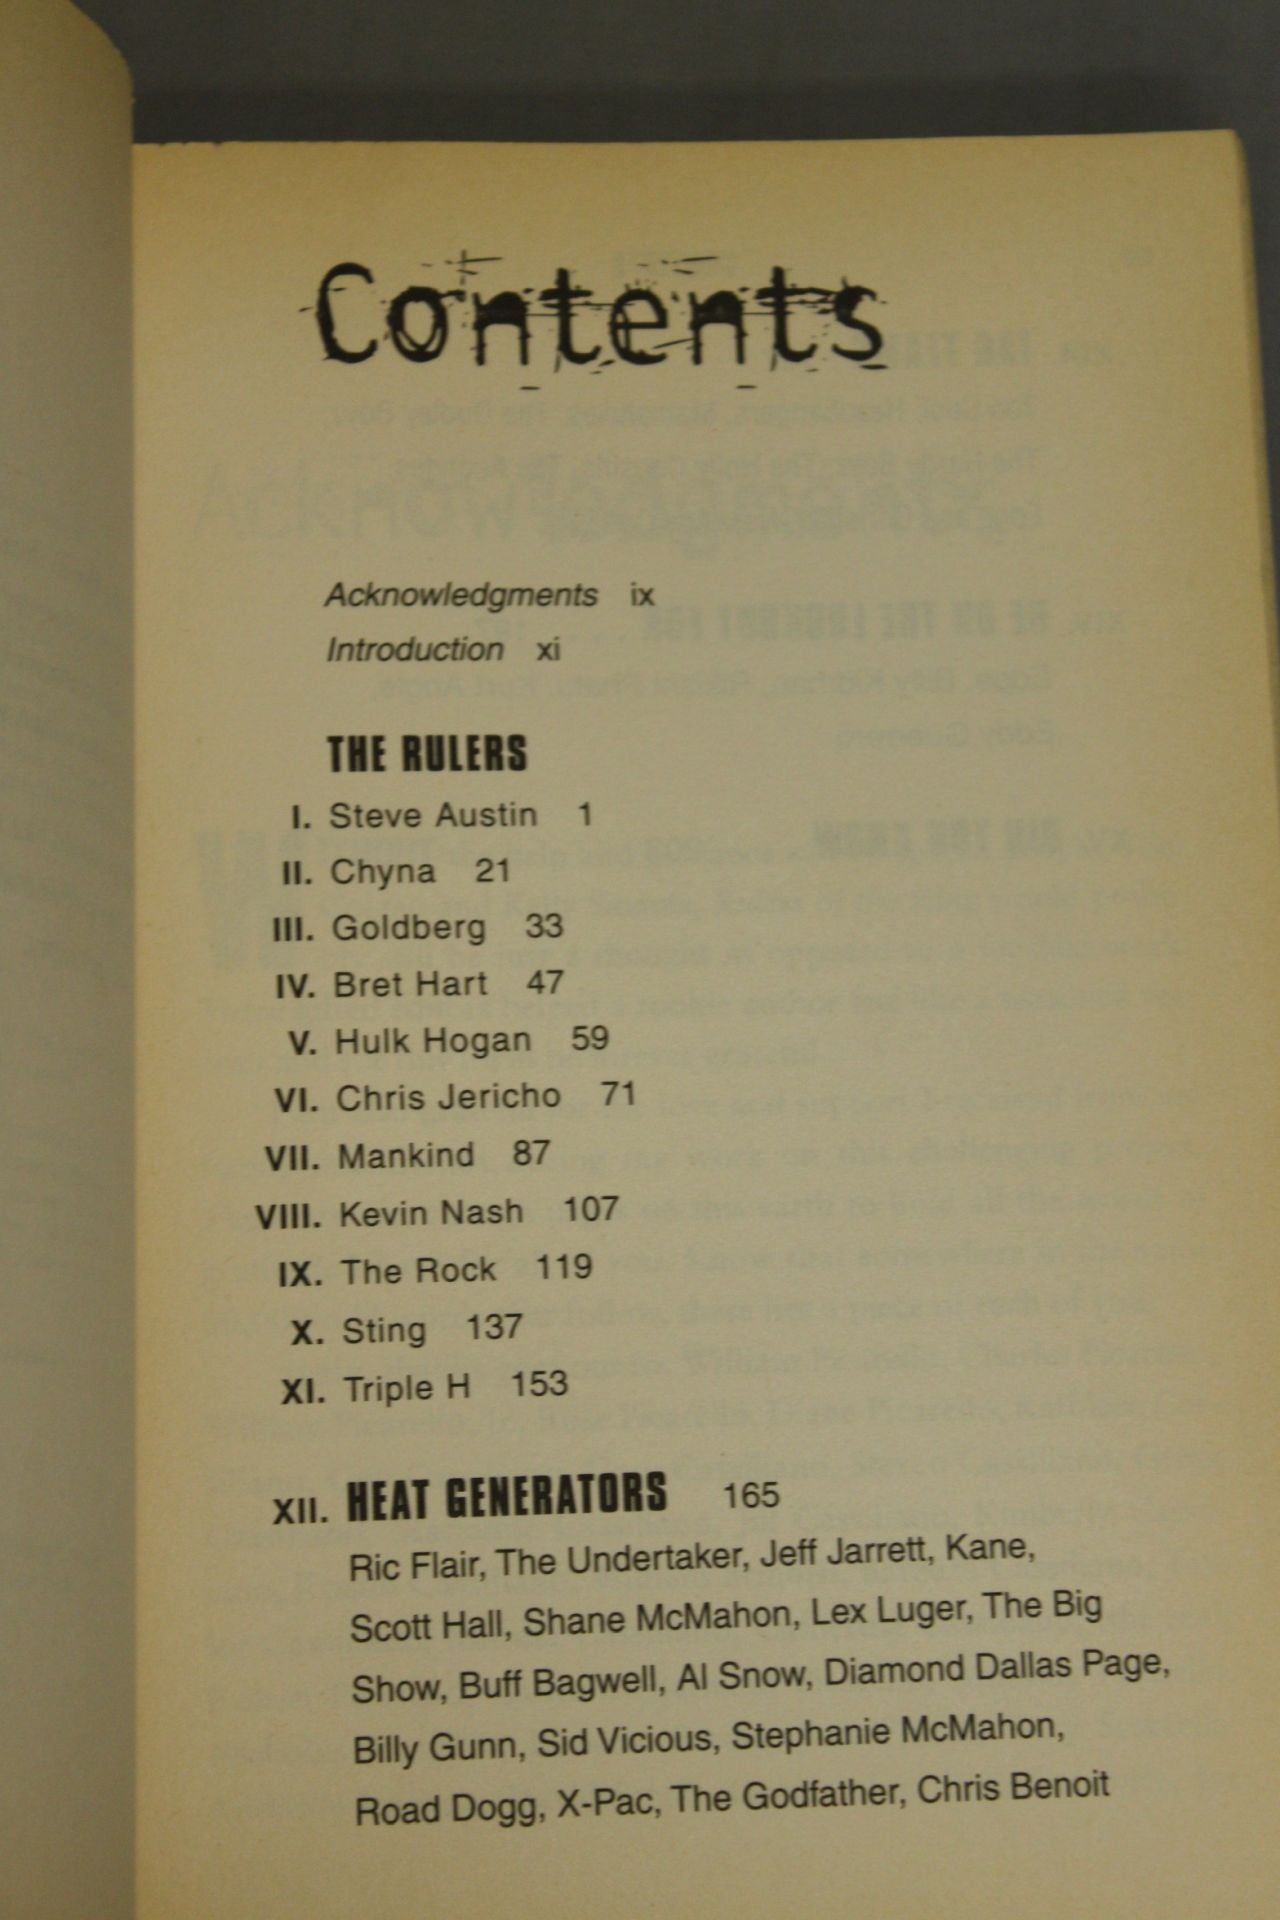 Contents
Acknowledgments ix
Introduction xi
THE RULERS
I. Steve Austin 1
II. Chyna 21
III. Goldberg 33
IV. Bret Hart 47
V. Hulk Hogan 59
VI. Chris Jericho 71
VII. Mankind 87
VIII. Kevin Nash 107
IX. The Rock 119
X. Sting 137
XI. Triple H 153
XII. HEAT GENERATORS 165
Ric Flair, The Undertaker, Jeff Jarrett, Kane,
Scott Hall, Shane McMahon, Lex Luger, The Big
Show, Buff Bagwell, Al Snow, Diamond Dallas Page,
Billy Gunn, Sid Vicious, Stephanie McMahon,
Road Dogg, X-Pac, The Godfather, Chris Benoit